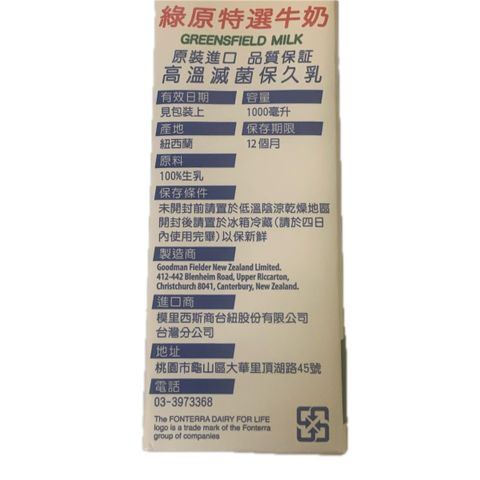 綠原特選牛奶
GREENSFIELD MILK
原裝進口 品質保証
高溫滅菌保久乳
有效日期 容量
見包裝上 1000毫升
產地 保存期限
紐西蘭 12個月
原料
100%生乳
保存條件
未開封前請置於低溫陰涼乾燥地區
開封後請置於冰箱冷藏(請於四日
內使用完畢)以保新鮮
製造商
Goodman Fielder New Zealand Limited.
412-442 Blenheim Road, Upper Riccarton,
Christchurch 8041, Canterbury, New Zealand.
進口商
模里西斯商台紐股份有限公司
台灣分公司
地址
桃園市龜山區大華里頂湖路45號
電話
03-3973368
The FONTERRA DAIRY FOR LIFE
logo is a trade mark of the Fonterra
group of companies